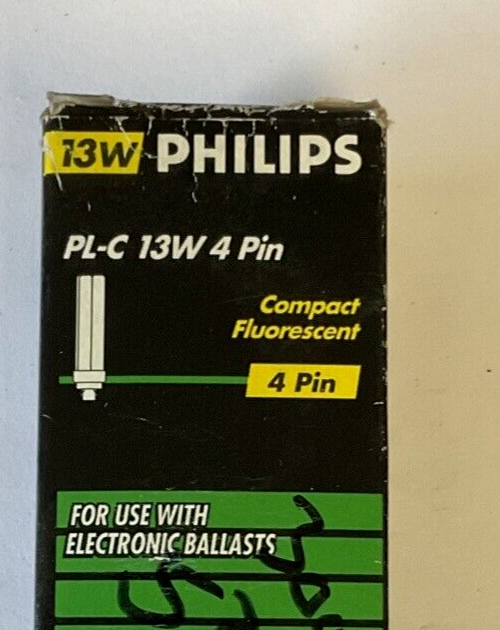 13W PHILIPS
PL-C 13W 4 Pin
Compact
Fluorescent
4 Pin
FOR USE WITH
ELECTRONIC BALLASTS